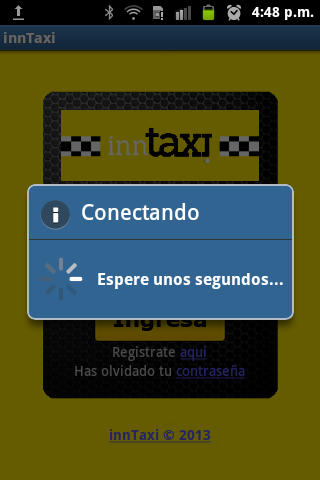 4:48 p.m.
innTaxi
inntaxi
Conectando
Espere unos segundos...
Ingresa
Registrate aqui
Has olvidado tu contraseña
innTaxi © 2013